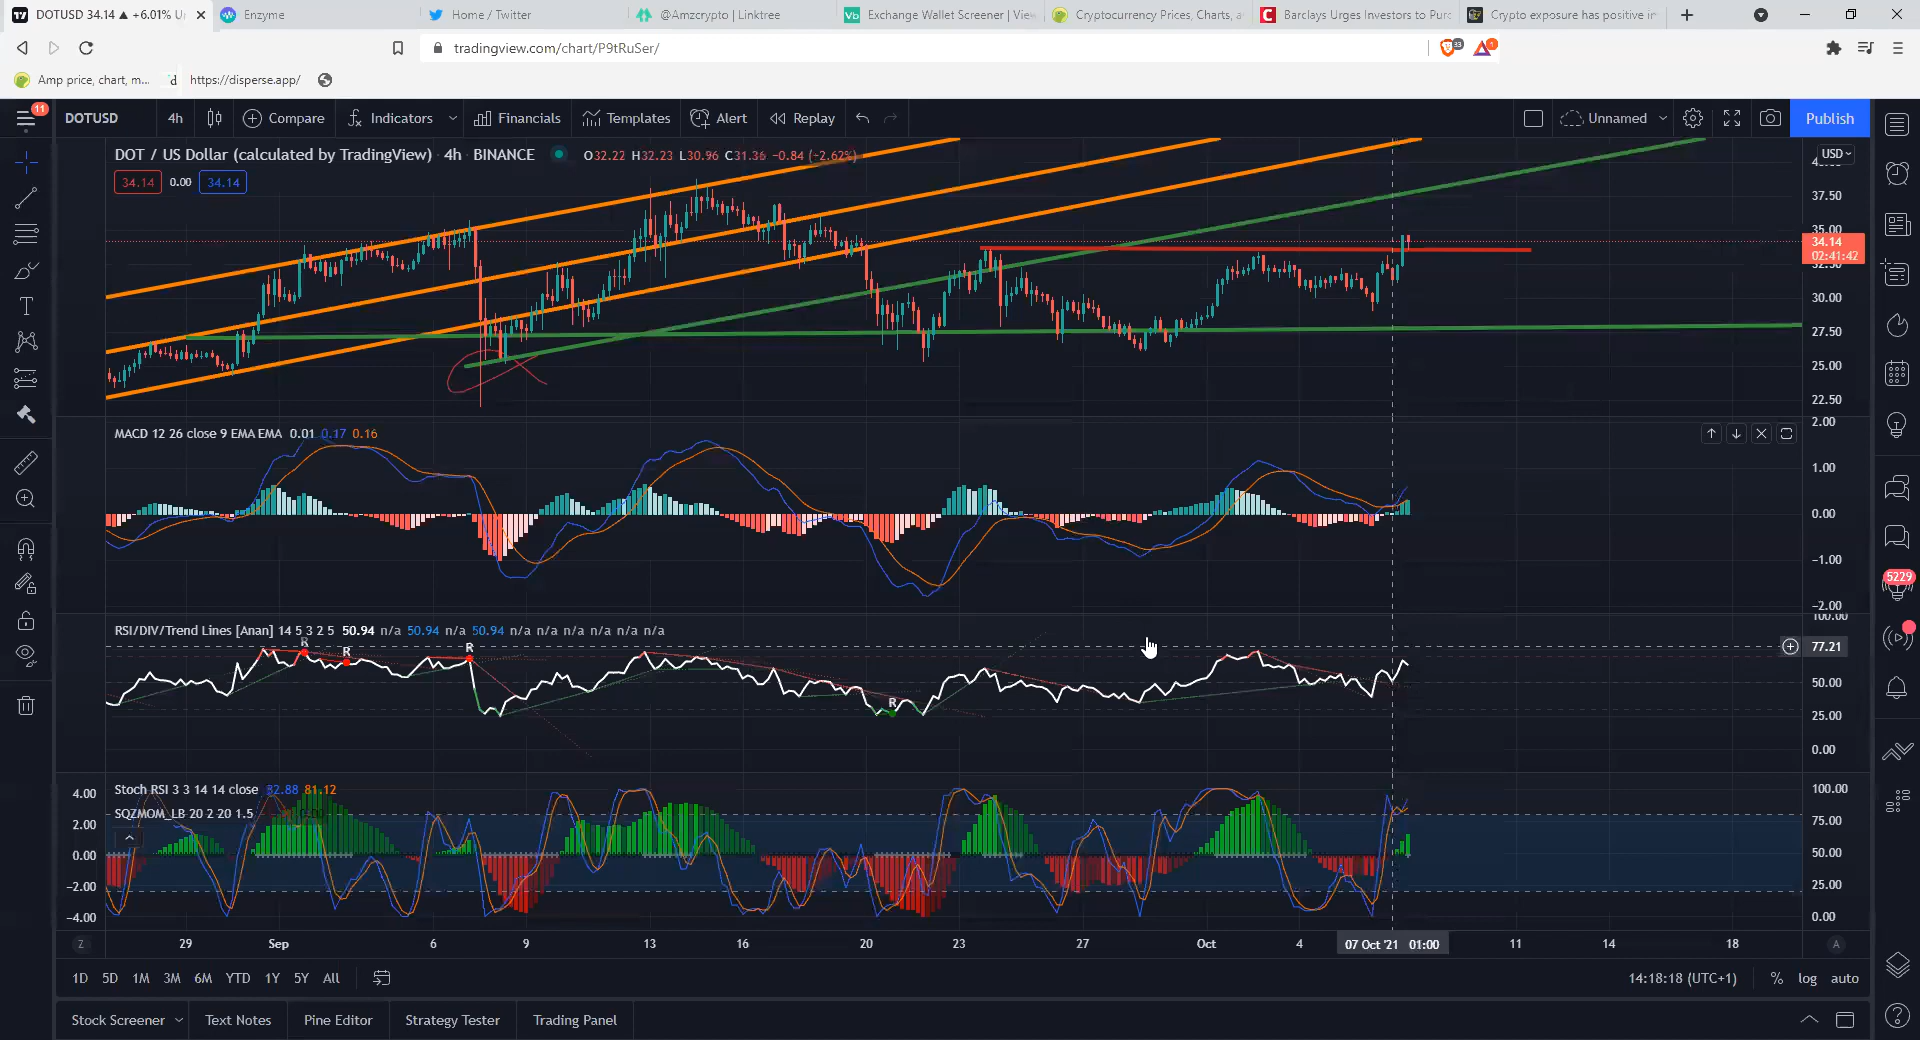 DOTUSD 34.14 ▲ +6.01% U
Enzyme
Home / Twitter
@Amzcrypto | Linktree
Exchange Wallet Screener | Vie
Cryptocurrency Prices, Charts, a
Barclays Urges Investors to Purc
Crypto exposure has positive i
tradingview.com/chart/P9tRuSer/
33
1
Amp price, chart, m...
d
https://disperse.app/
11
DOTUSD
4h
Compare
Indicators
Financials
Templates
Alert
Replay
Unnamed
Publish
DOT / US Dollar (calculated by TradingView) · 4h · BINANCE
O32.22 H32.23 L30.96 C31.36 −0.84 (−2.62%)
USD
34.14 0.00 34.14
37.50
35.00
34.14
02:41:42
32.50
30.00
27.50
25.00
22.50
MACD 12 26 close 9 EMA EMA 0.01 0.17 0.16
2.00
1.00
0.00
−1.00
−2.00
5229
RSI/DIV/Trend Lines [Anan] 14 5 3 2 5 50.94 n/a 50.94 n/a 50.94 n/a n/a n/a n/a n/a n/a
100.00
77.21
50.00
25.00
0.00
R
R
R
R
Stoch RSI 3 3 14 14 close 82.88 81.12
SQZMOM_LB 20 2 20 1.5
4.00
2.00
0.00
−2.00
−4.00
100.00
75.00
50.00
25.00
0.00
Z
29
Sep
6
9
13
16
20
23
27
Oct
4
07 Oct '21 01:00
11
14
18
A
1D 5D 1M 3M 6M YTD 1Y 5Y All
14:18:18 (UTC+1)
% log auto
Stock Screener
Text Notes
Pine Editor
Strategy Tester
Trading Panel